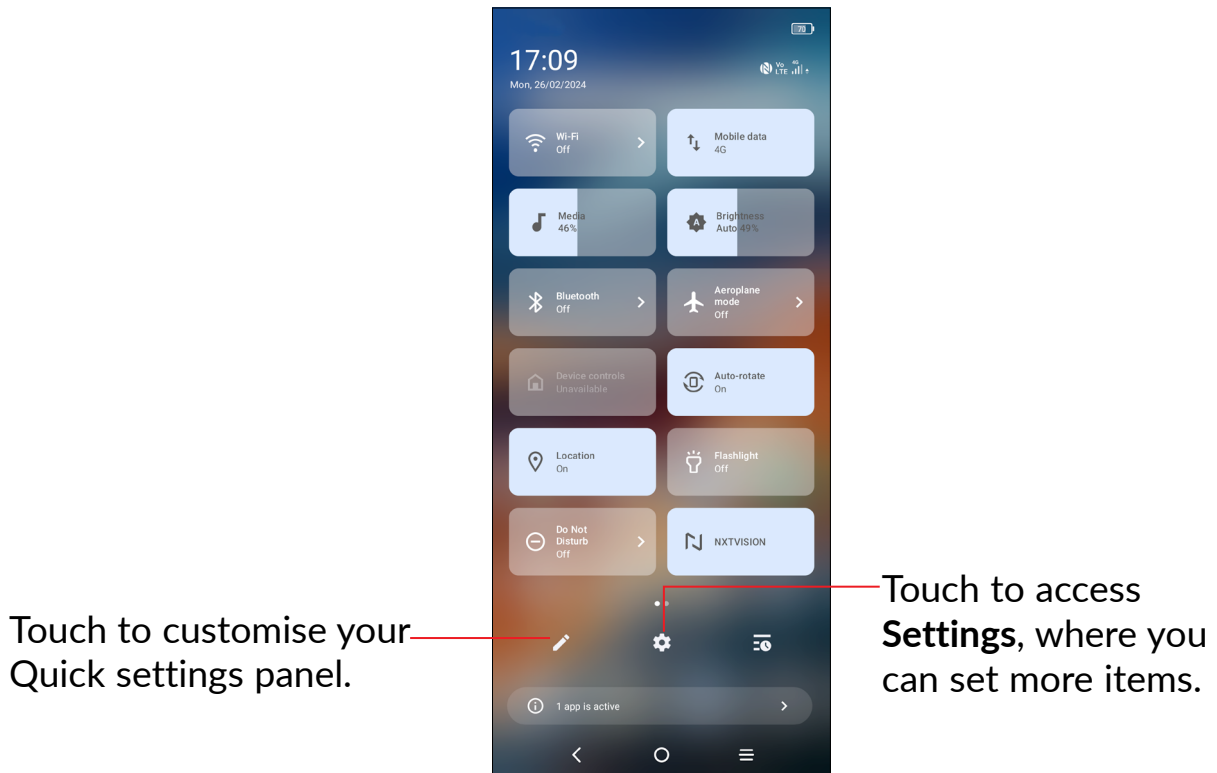 70
17:09
Mon, 26/02/2024
Vo
LTE
4G
Wi-Fi
Off
Mobile data
4G
Media
46%
Brightness
Auto 49%
Bluetooth
Off
Aeroplane
mode
Off
Device controls
Unavailable
Auto-rotate
On
Location
On
Flashlight
Off
Do Not
Disturb
Off
NXTVISION
Touch to customise your
Quick settings panel.
Touch to access
Settings, where you
can set more items.
1 app is active